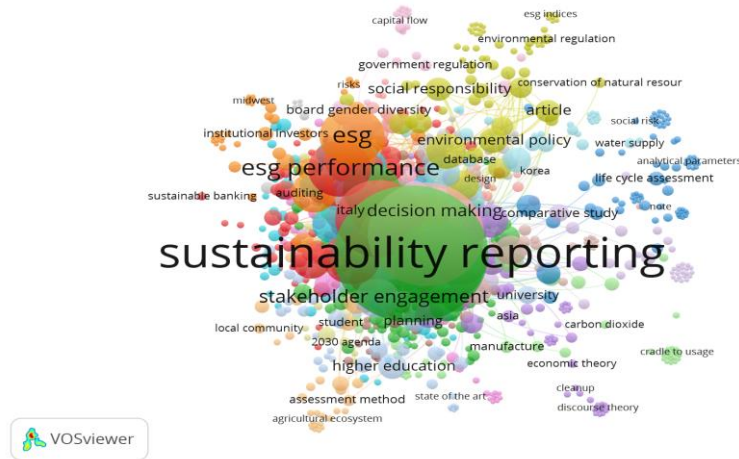 esg indices
capital flow
environmental regulation
government regulation
social responsibility
conservation of natural resour
risks
midwest
board gender diversity
article
social risk
institutional investors
esg
environmental policy
water supply
database
analytical parameters
esg performance
korea
design
life cycle assessment
sustainable banking
auditing
italy
decision making
comparative study
note
sustainability reporting
stakeholder engagement
university
asia
student
planning
local community
carbon dioxide
2030 agenda
manufacture
cradle to usage
higher education
economic theory
cleanup
state of the art
assessment method
discourse theory
agricultural ecosystem
VOSviewer